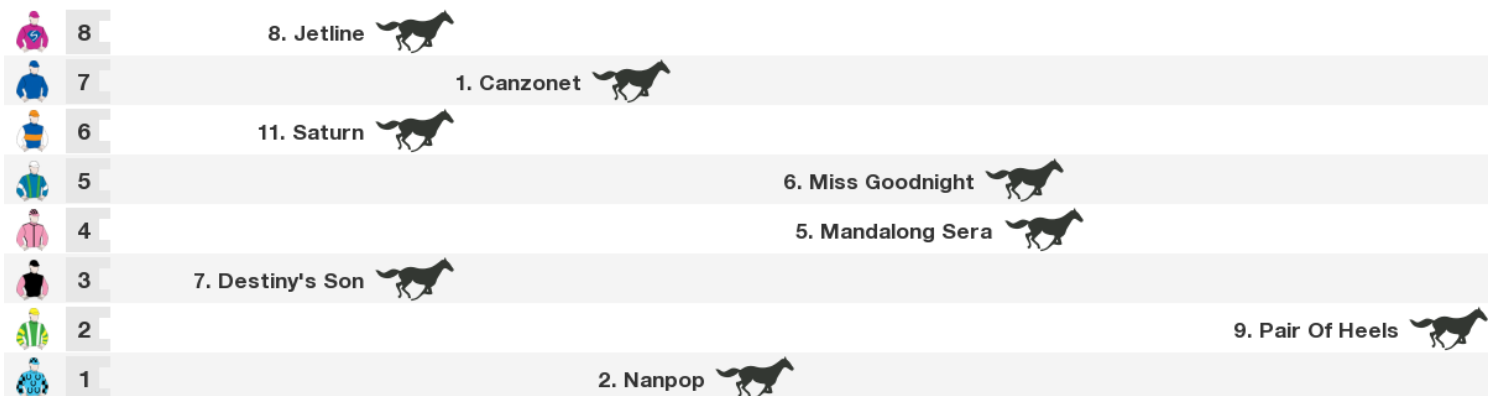 8 8. Jetline
7 1. Canzonet
6 11. Saturn
5 6. Miss Goodnight
4 5. Mandalong Sera
3 7. Destiny's Son
2 9. Pair Of Heels
1 2. Nanpop